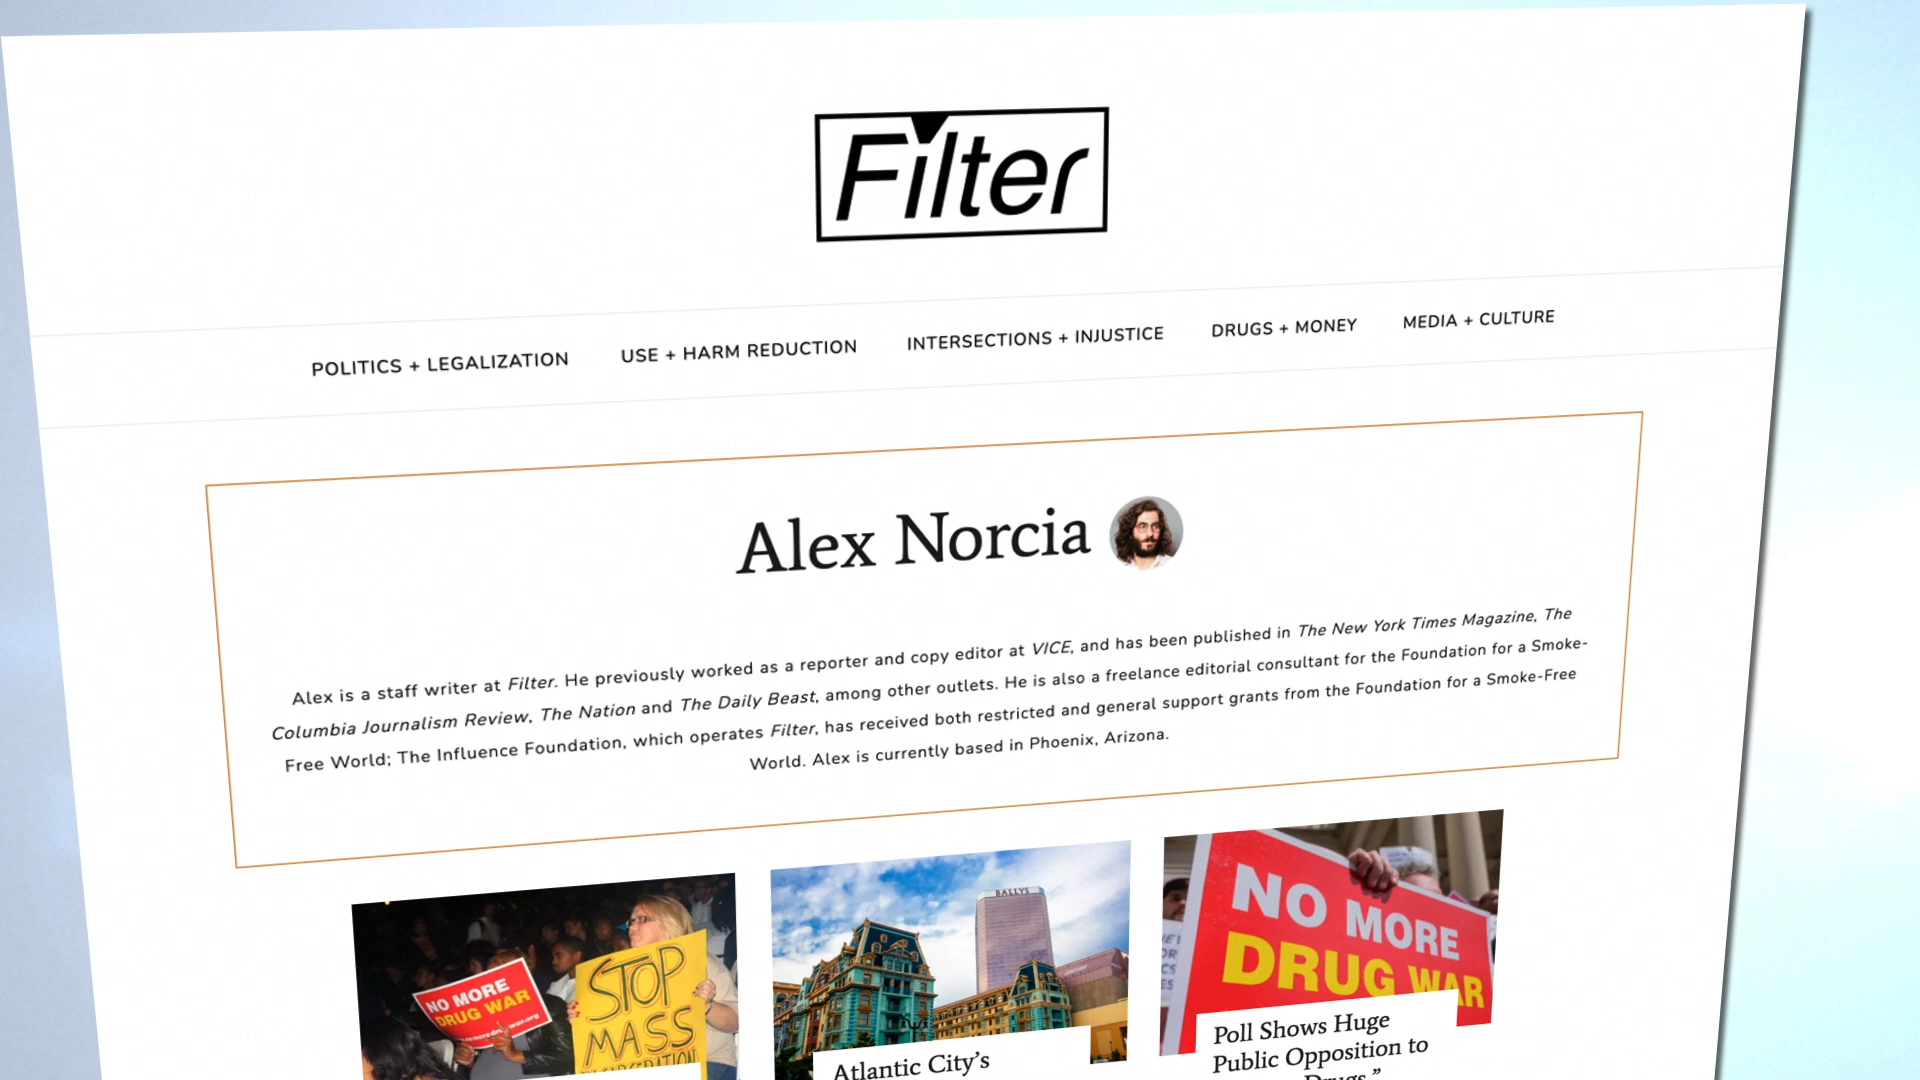 Filter
POLITICS + LEGALIZATION
USE + HARM REDUCTION
INTERSECTIONS + INJUSTICE
DRUGS + MONEY
MEDIA + CULTURE
Alex Norcia
Alex is a staff writer at Filter. He previously worked as a reporter and copy editor at VICE, and has been published in The New York Times Magazine, The
Columbia Journalism Review, The Nation and The Daily Beast, among other outlets. He is also a freelance editorial consultant for the Foundation for a Smoke-
Free World; The Influence Foundation, which operates Filter, has received both restricted and general support grants from the Foundation for a Smoke-Free
World. Alex is currently based in Phoenix, Arizona.
NO MORE
DRUG WAR
STOP
MASS
BALLYS
Atlantic City’s
NO MORE
DRUG WAR
Poll Shows Huge
Public Opposition to
Drugs.”